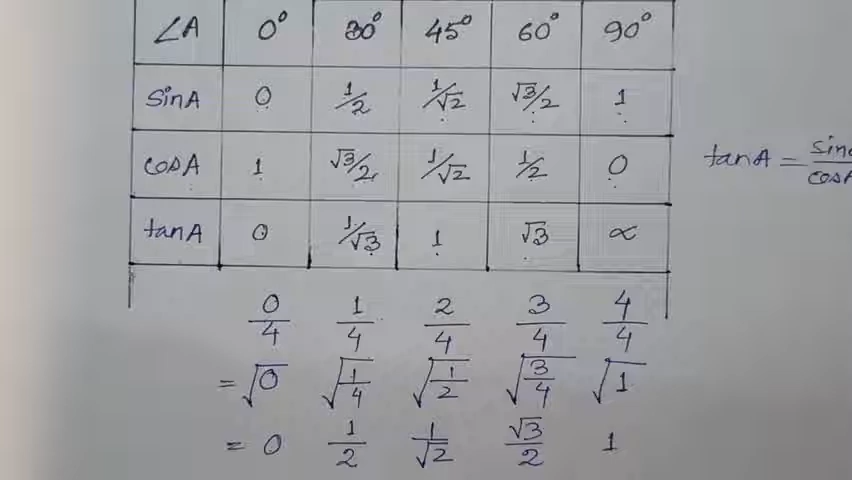 ∠A 0° 30° 45° 60° 90°
sinA 0 1/2 1/√2 √3/2 1
cosA 1 √3/2 1/√2 1/2 0
tanA 0 1/√3 1 √3 ∝
tanA = sin/cosA
0/4 1/4 2/4 3/4 4/4
= √0 √1/4 √1/2 √3/4 √1
= 0 1/2 1/√2 √3/2 1